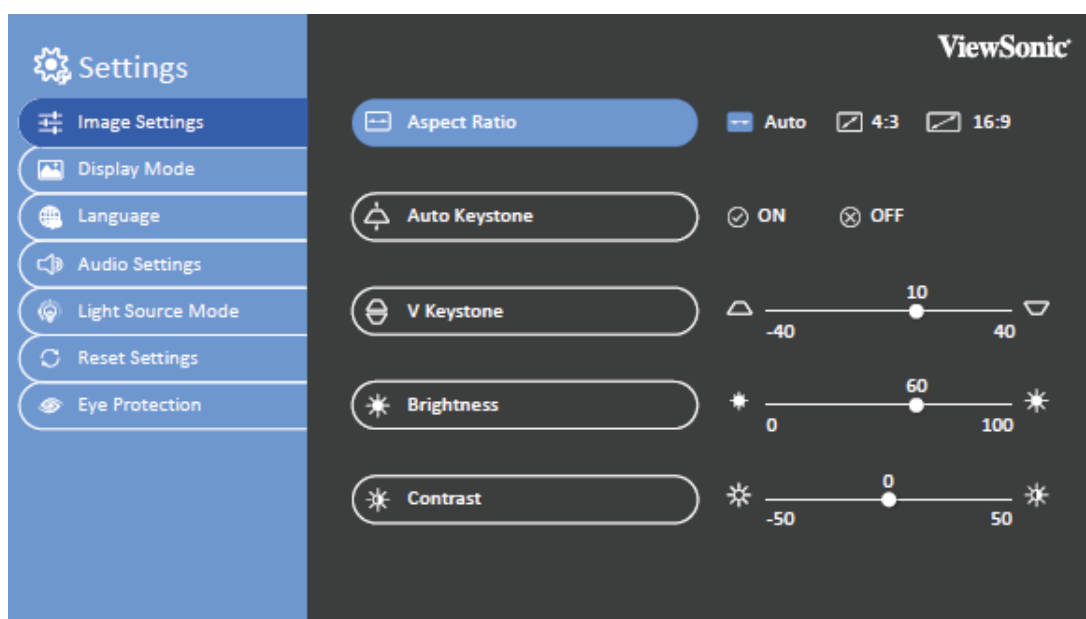 Settings
ViewSonic
Image Settings
Display Mode
Language
Audio Settings
Light Source Mode
Reset Settings
Eye Protection
Aspect Ratio
Auto 4:3 16:9
Auto Keystone
ON OFF
V Keystone
10
-40 40
Brightness
60
0 100
Contrast
0
-50 50